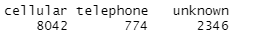 cellular telephone   unknown
    8042       774      2346